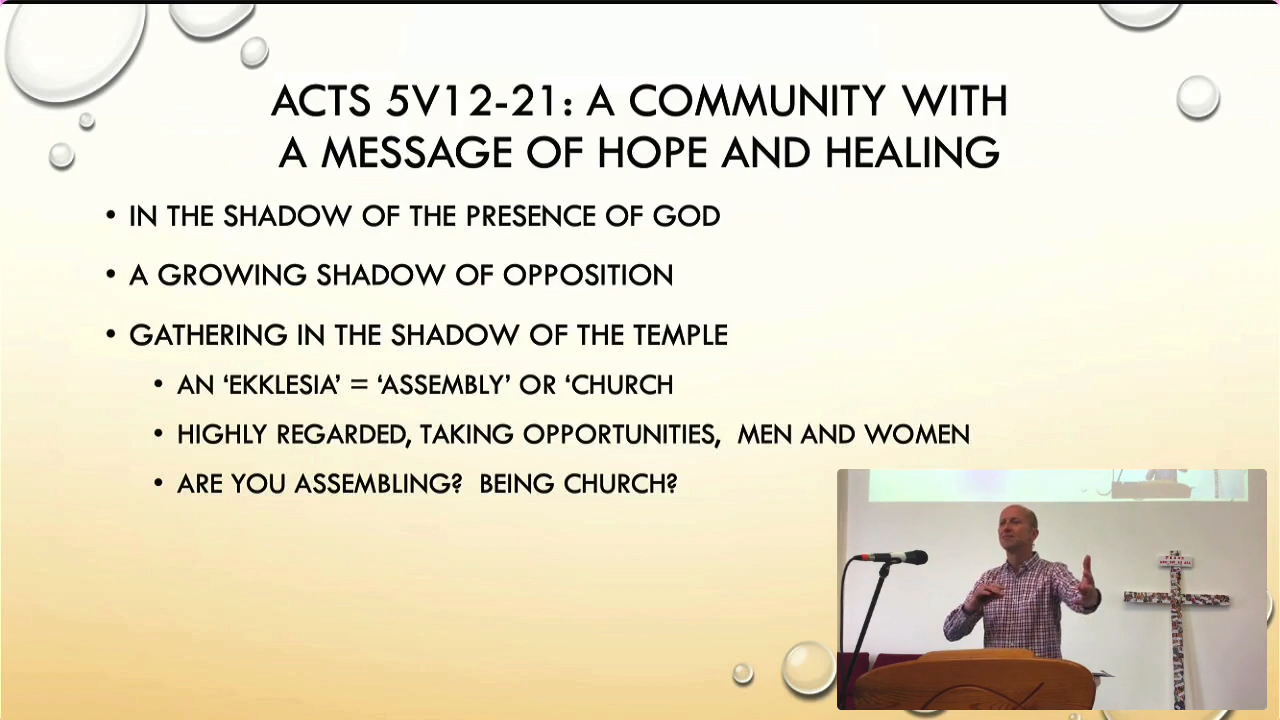 ACTS 5V12-21: A COMMUNITY WITH
A MESSAGE OF HOPE AND HEALING
• IN THE SHADOW OF THE PRESENCE OF GOD
• A GROWING SHADOW OF OPPOSITION
• GATHERING IN THE SHADOW OF THE TEMPLE
• AN ‘EKKLESIA’ = ‘ASSEMBLY’ OR ‘CHURCH
• HIGHLY REGARDED, TAKING OPPORTUNITIES, MEN AND WOMEN
• ARE YOU ASSEMBLING? BEING CHURCH?